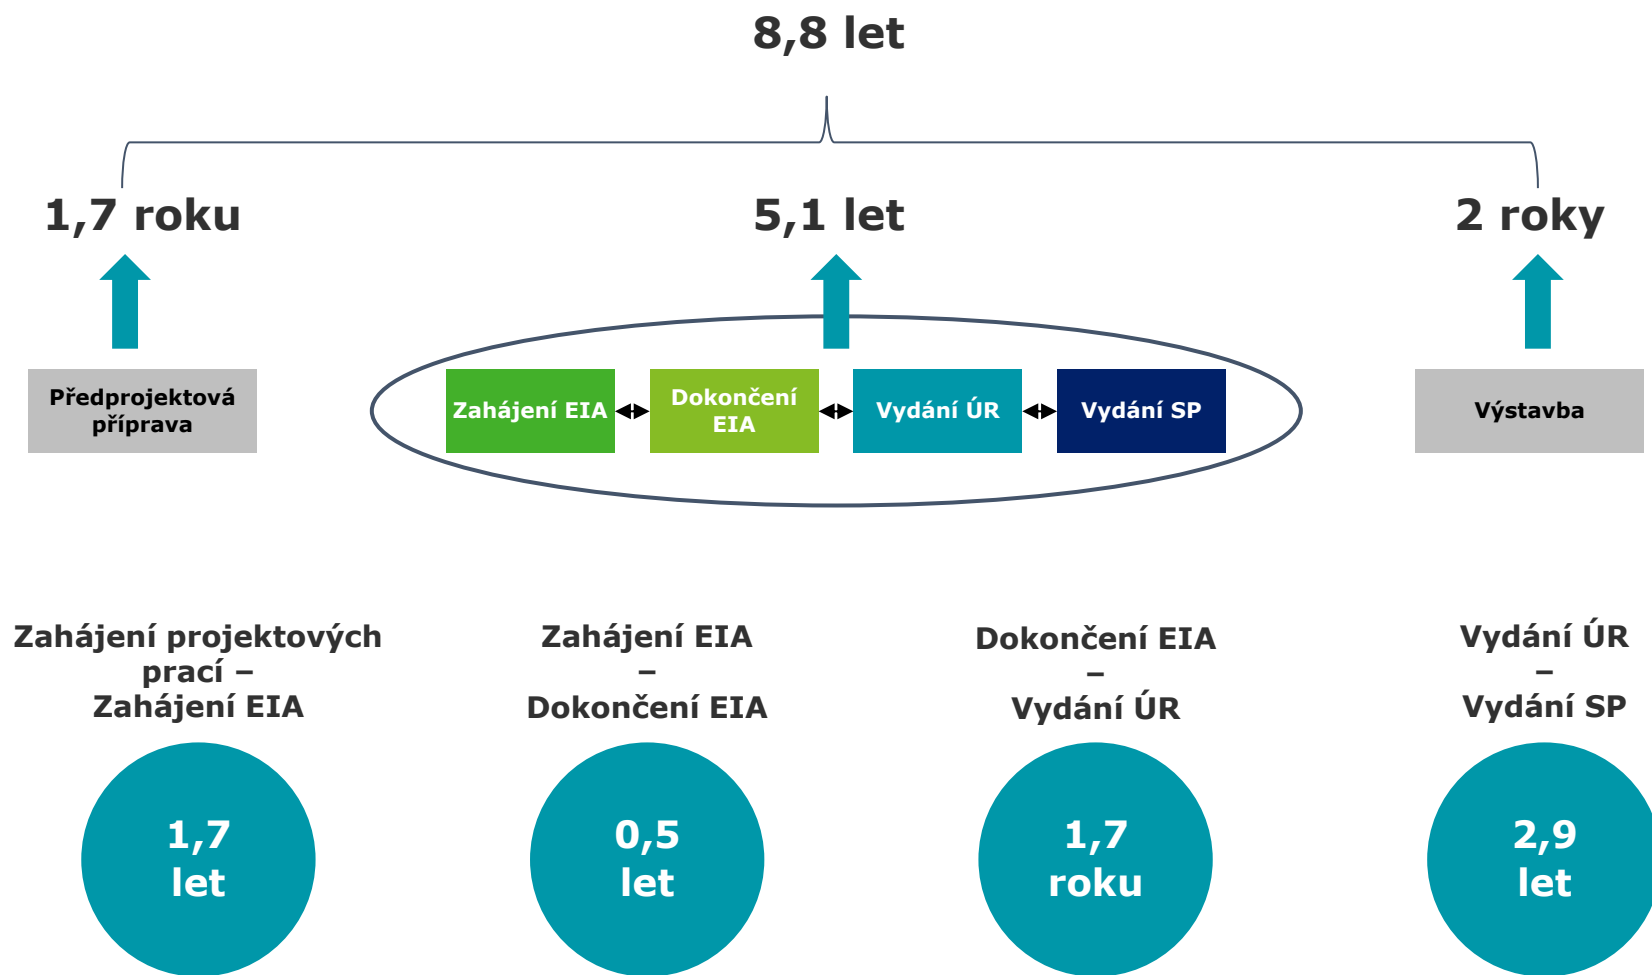 8,8 let
1,7 roku
5,1 let
2 roky
Předprojektová
příprava
Zahájení EIA
Dokončení
EIA
Vydání ÚR
Vydání SP
Výstavba
Zahájení projektových
prací –
Zahájení EIA
Zahájení EIA
–
Dokončení EIA
Dokončení EIA
–
Vydání ÚR
Vydání ÚR
–
Vydání SP
1,7
let
0,5
let
1,7
roku
2,9
let